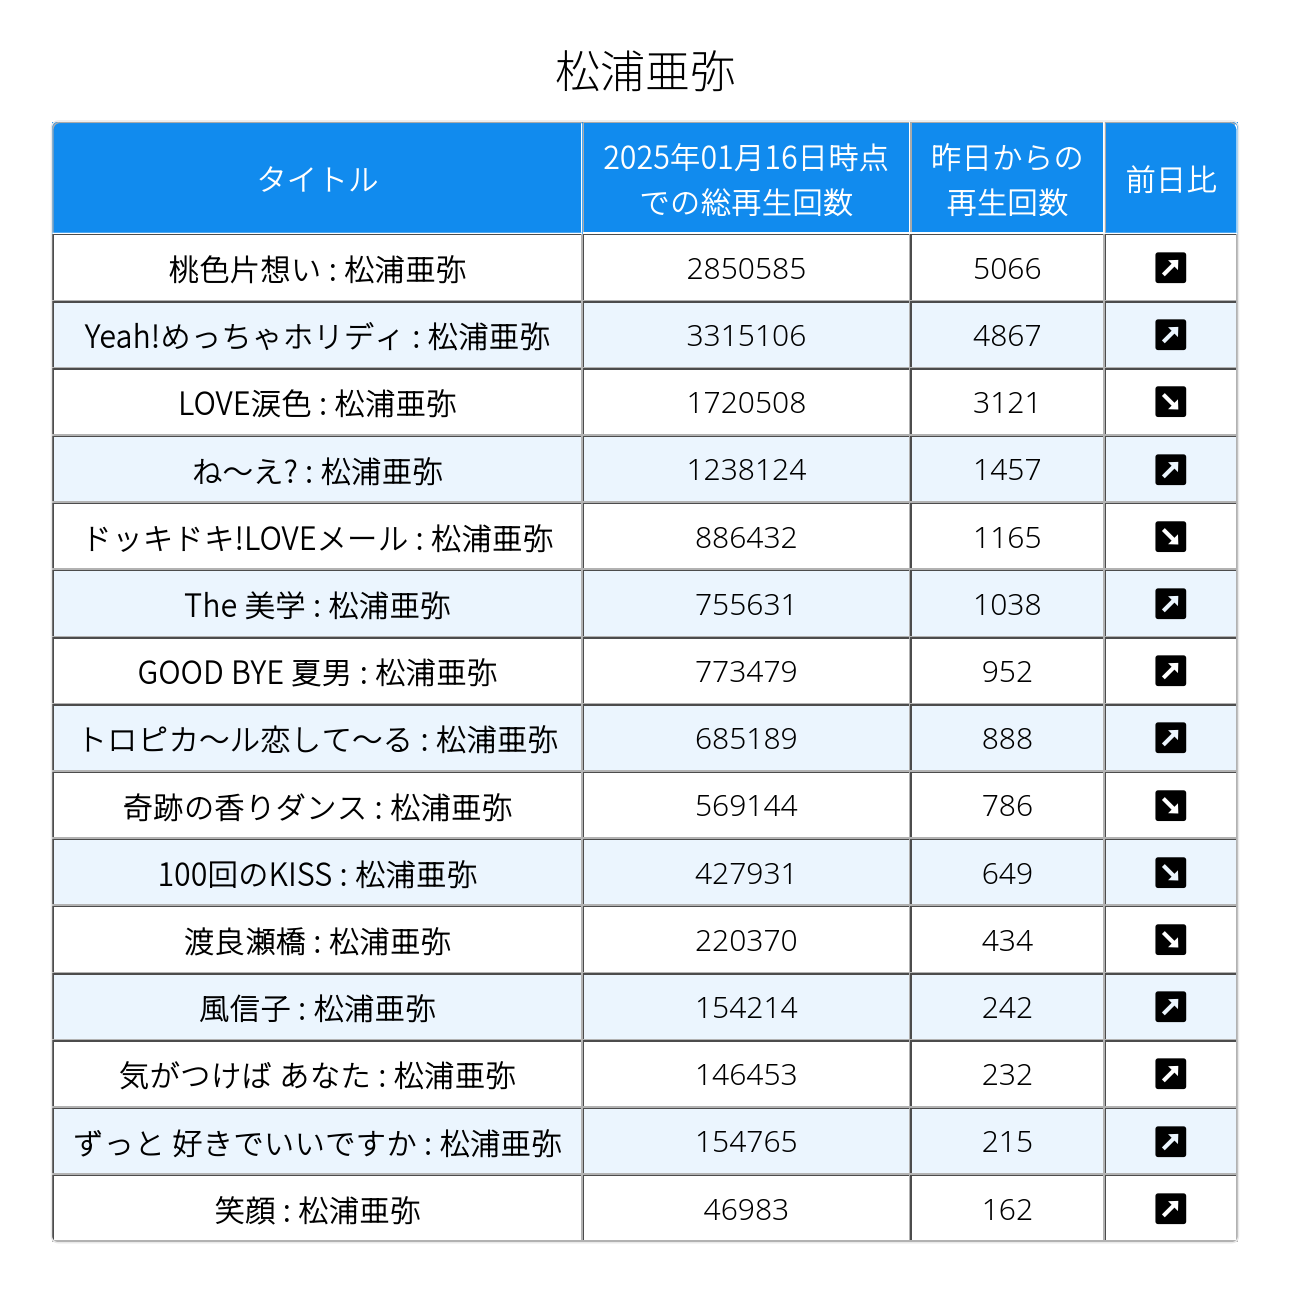 松浦亜弥
タイトル
2025年01月16日時点
での総再生回数
昨日からの
再生回数
前日比
桃色片想い : 松浦亜弥 2850585 5066
Yeah!めっちゃホリディ : 松浦亜弥 3315106 4867
LOVE涙色 : 松浦亜弥 1720508 3121
ね〜え? : 松浦亜弥 1238124 1457
ドッキドキ!LOVEメール : 松浦亜弥 886432 1165
The 美学 : 松浦亜弥 755631 1038
GOOD BYE 夏男 : 松浦亜弥 773479 952
トロピカ〜ル恋して〜る : 松浦亜弥 685189 888
奇跡の香りダンス : 松浦亜弥 569144 786
100回のKISS : 松浦亜弥 427931 649
渡良瀬橋 : 松浦亜弥 220370 434
風信子 : 松浦亜弥 154214 242
気がつけば あなた : 松浦亜弥 146453 232
ずっと 好きでいいですか : 松浦亜弥 154765 215
笑顔 : 松浦亜弥 46983 162